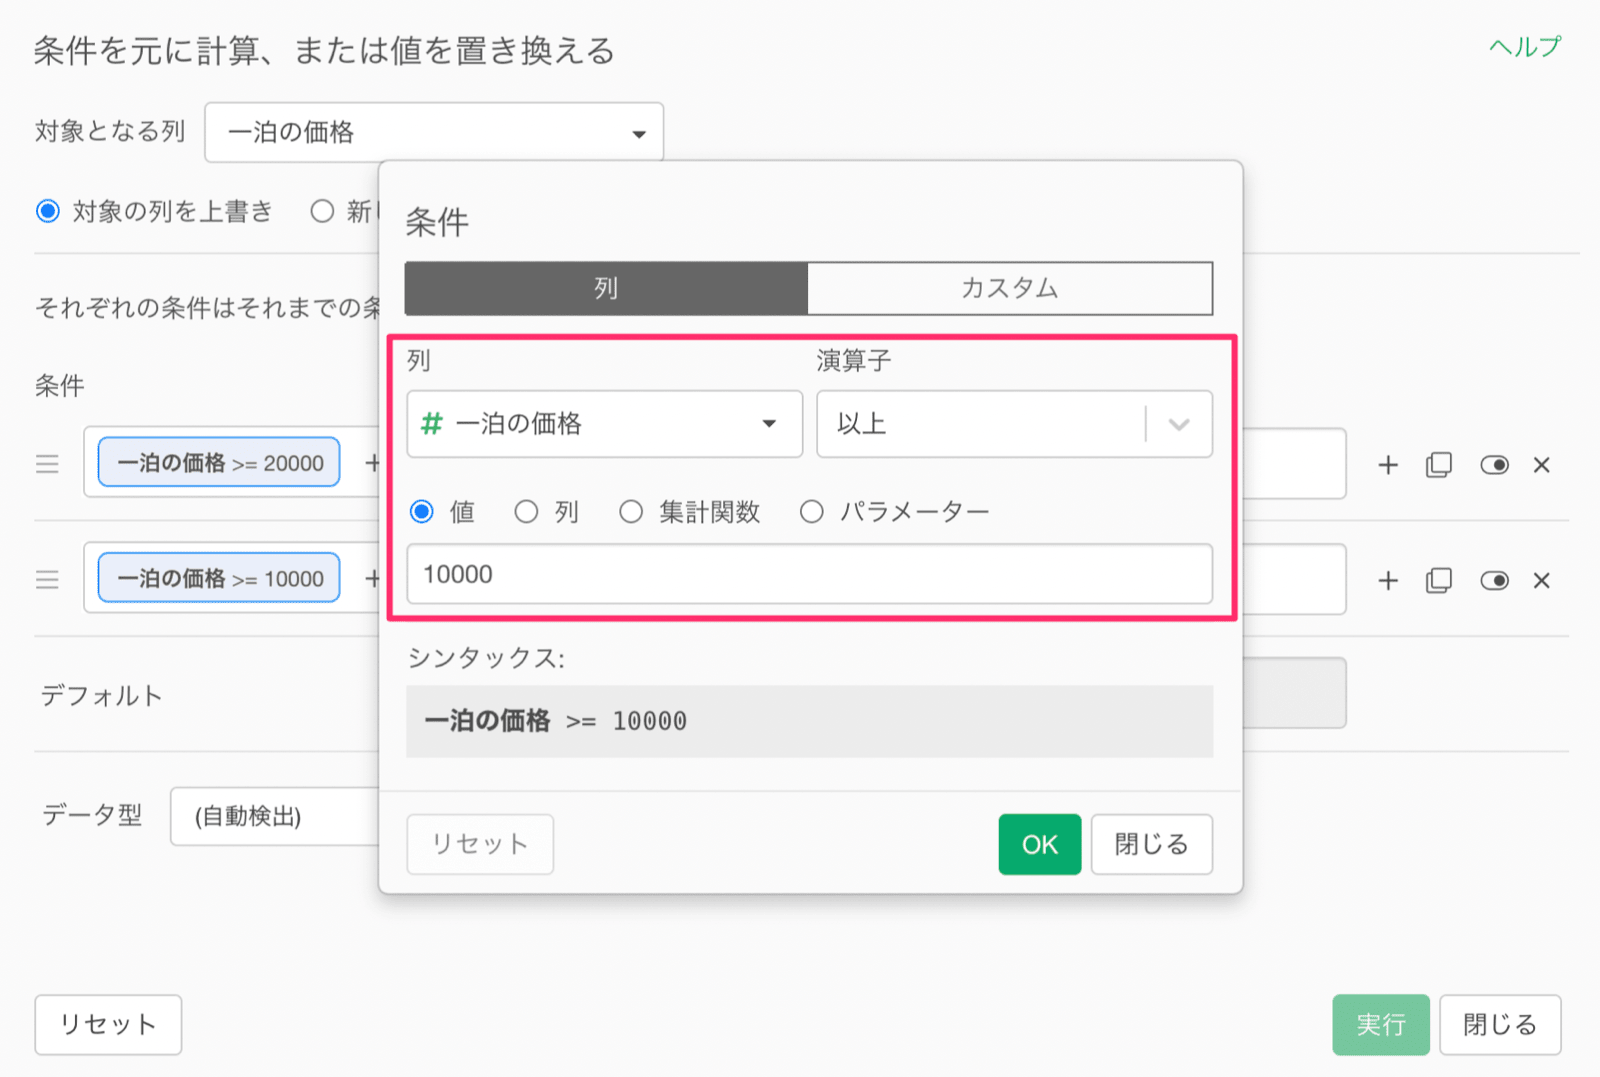 条件を元に計算、または値を置き換える
ヘルプ
対象となる列 一泊の価格
対象の列を上書き 新し
それぞれの条件はそれまでの条
条件
一泊の価格 >= 20000
一泊の価格 >= 10000
デフォルト
データ型 (自動検出)
条件
列 カスタム
列 演算子
# 一泊の価格 以上
値 列 集計関数 パラメーター
10000
シンタックス:
一泊の価格 >= 10000
リセット OK 閉じる
リセット 実行 閉じる